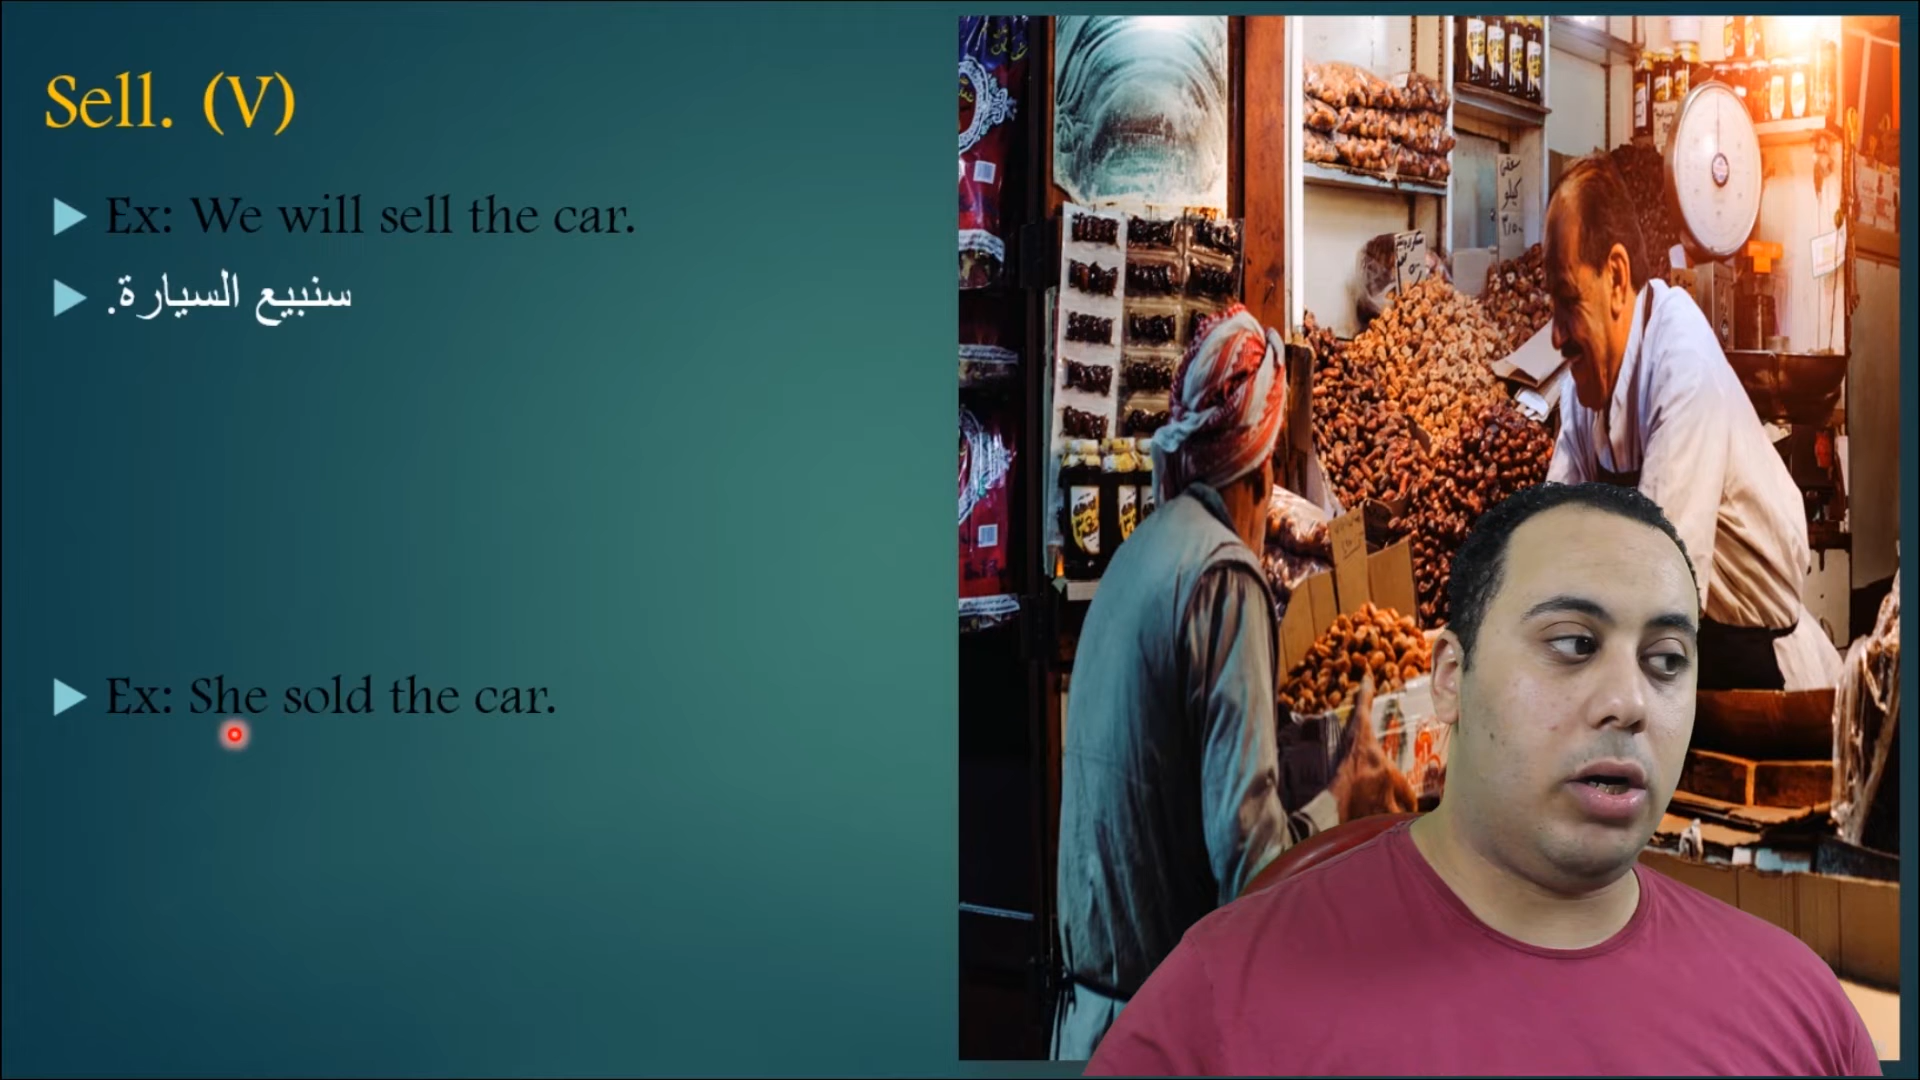 Sell. (V)
Ex: We will sell the car.
سنبيع السيارة.
Ex: She sold the car.